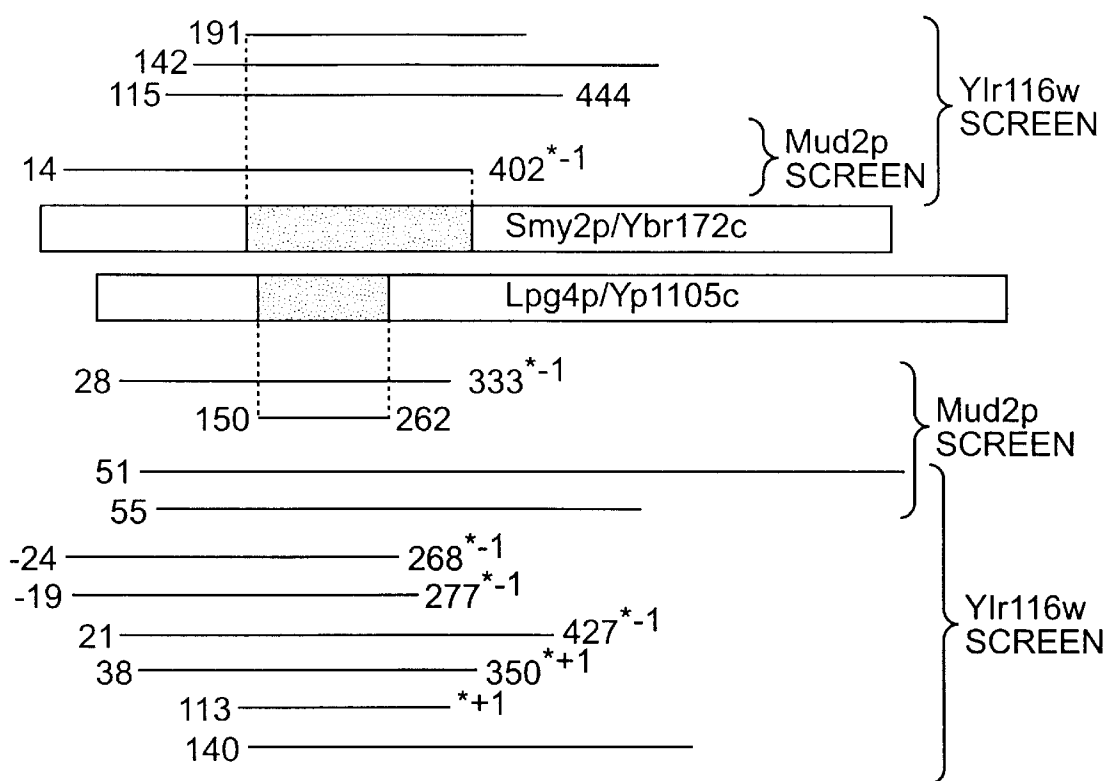 191
142
115 444
Ylr116w
SCREEN
Mud2p
SCREEN
14 402*-1
Smy2p/Ybr172c
Lpg4p/Yp1105c
28 333*-1
150 262
Mud2p
SCREEN
51
55
-24 268*-1
-19 277*-1
21 427*-1
38 350*+1
113 *+1
140
Ylr116w
SCREEN